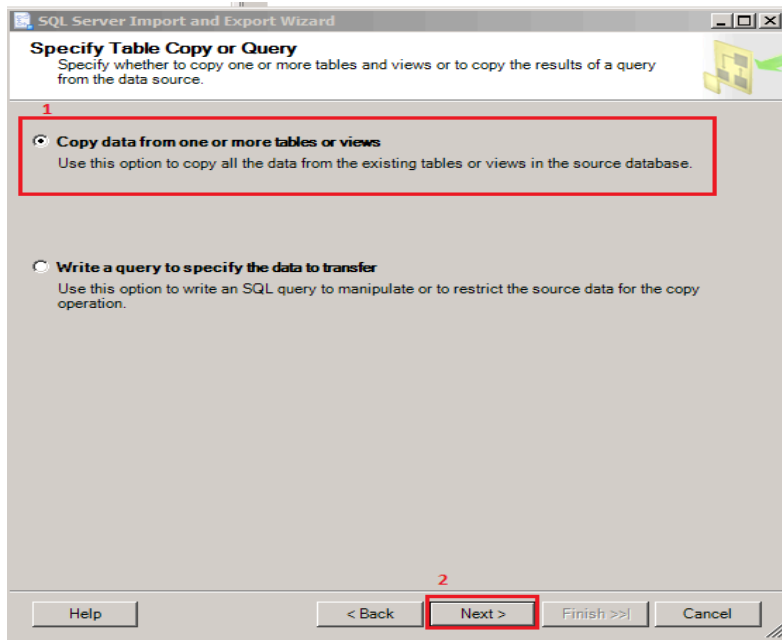 SQL Server Import and Export Wizard
Specify Table Copy or Query
Specify whether to copy one or more tables and views or to copy the results of a query
from the data source.
1
Copy data from one or more tables or views
Use this option to copy all the data from the existing tables or views in the source database.
Write a query to specify the data to transfer
Use this option to write an SQL query to manipulate or to restrict the source data for the copy
operation.
2
Help < Back Next > Finish >>| Cancel